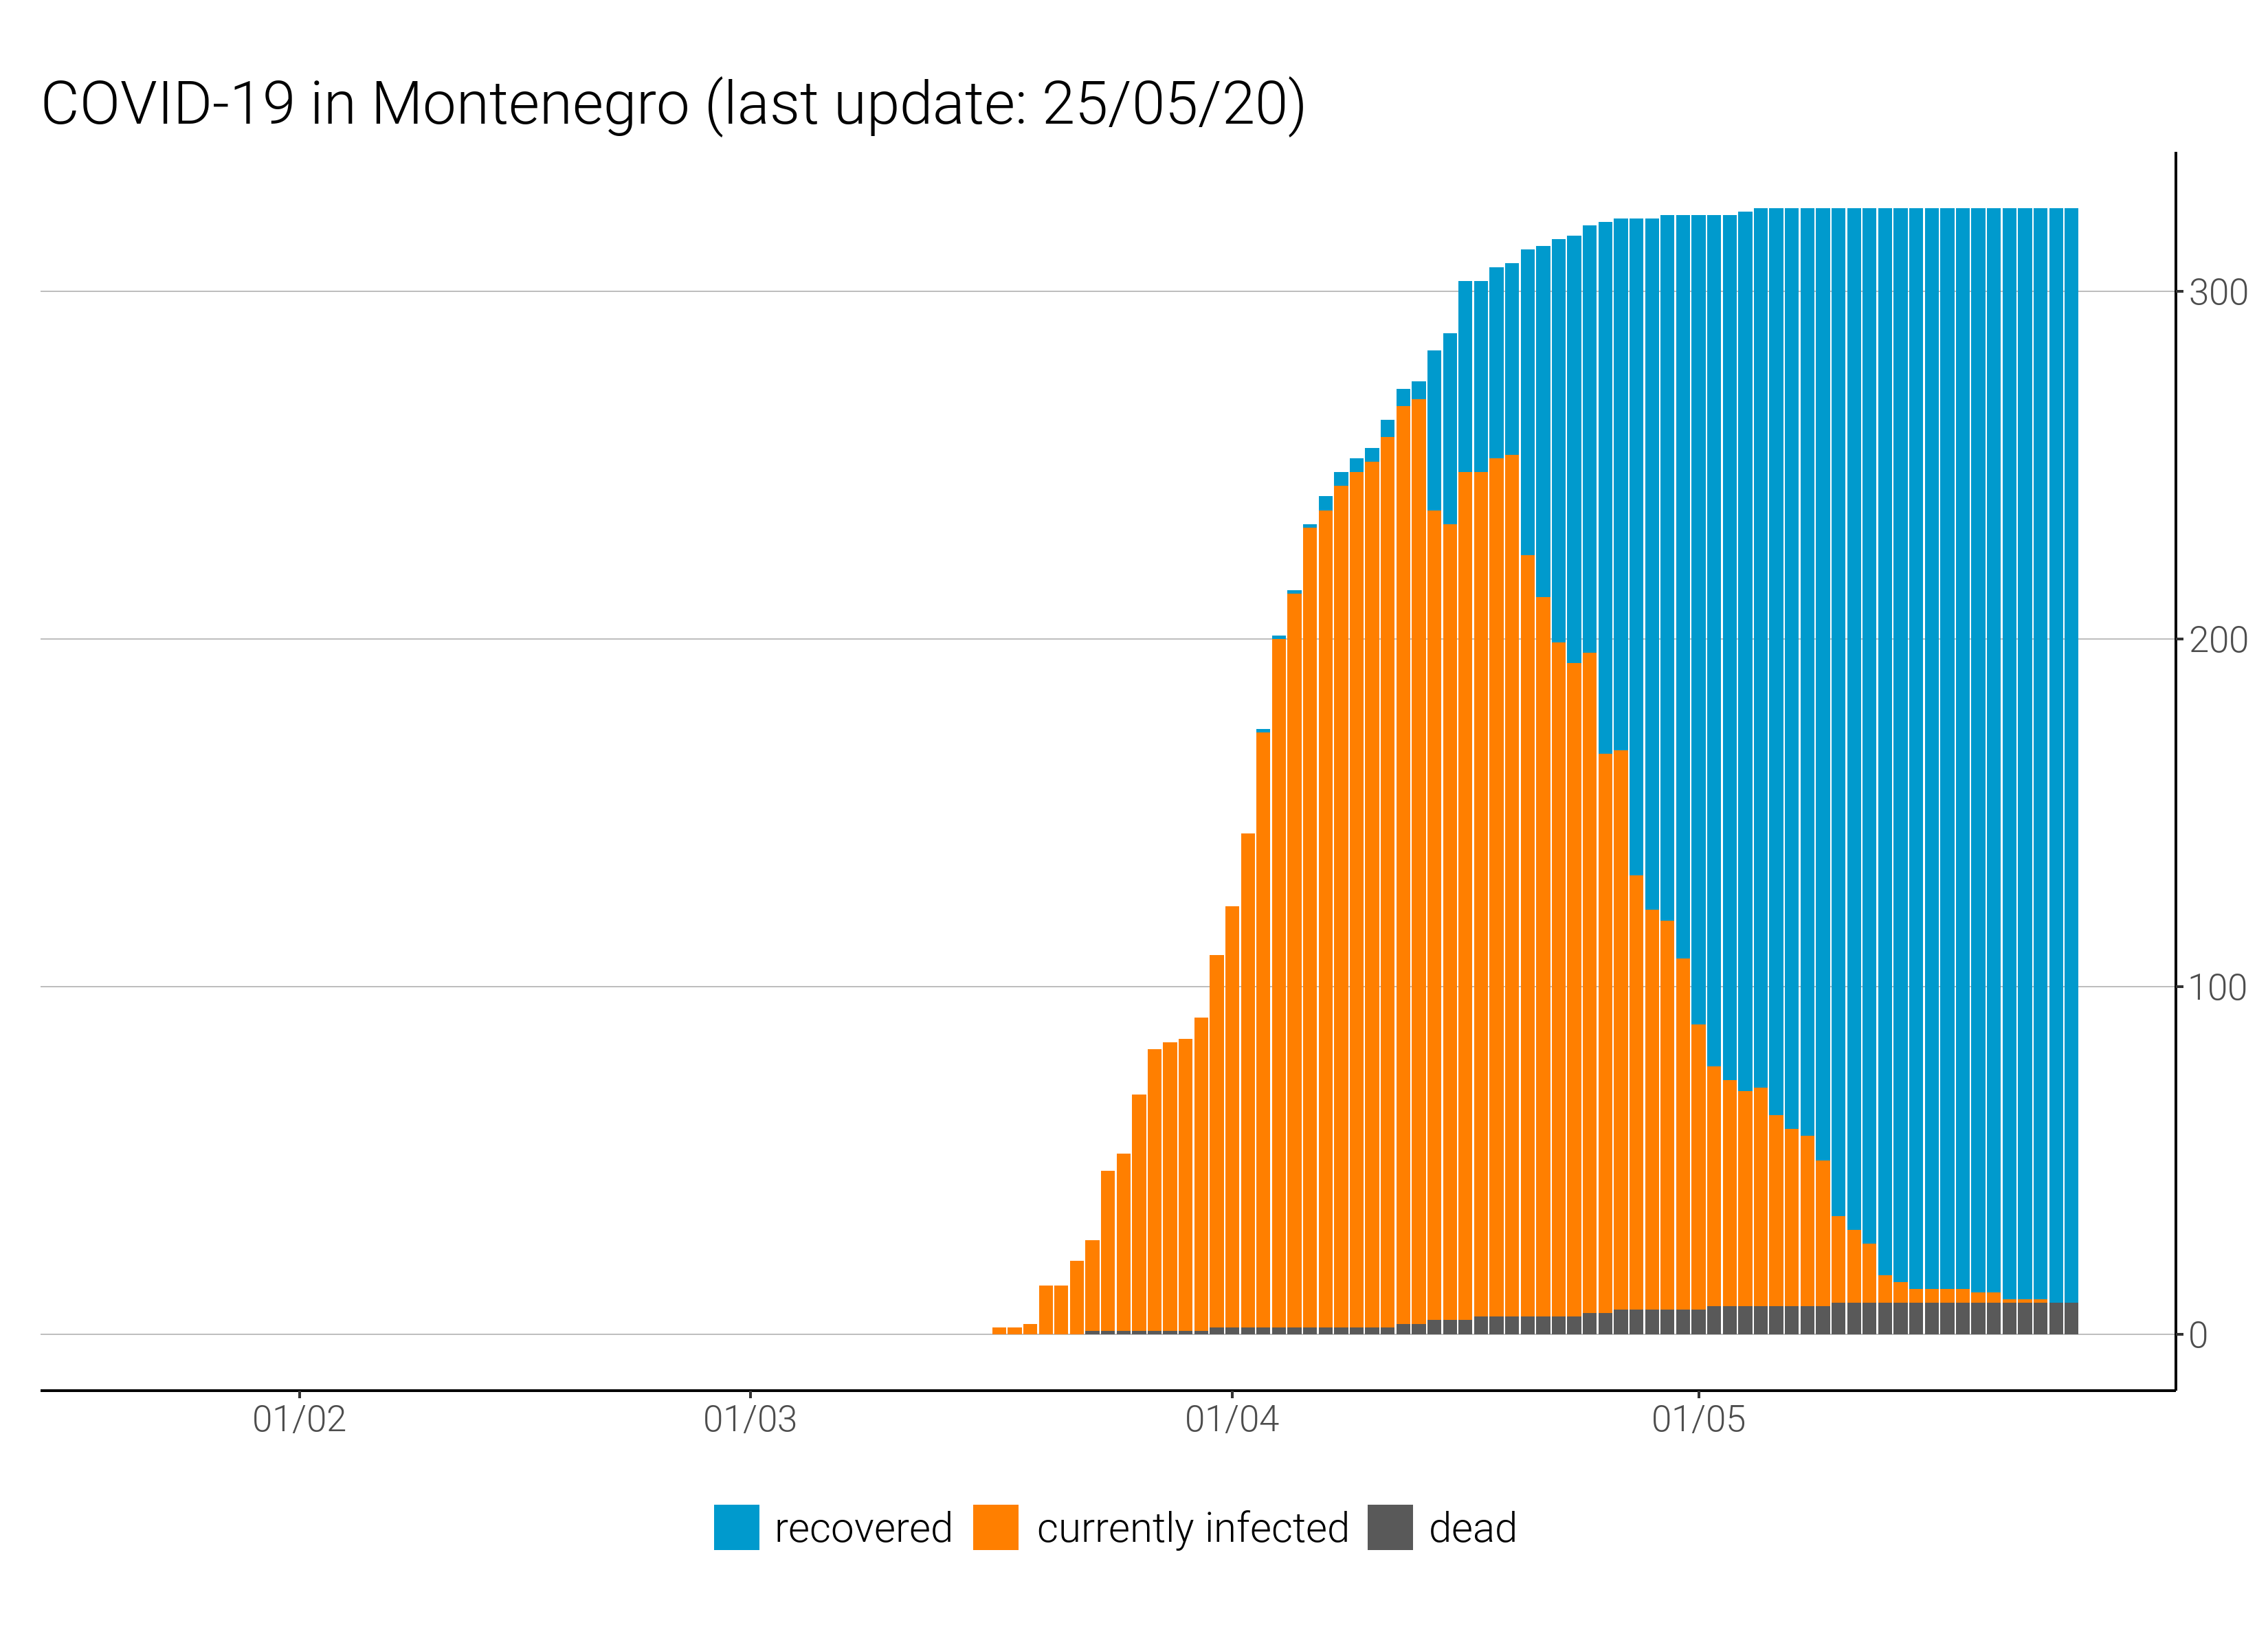 COVID-19 in Montenegro (last update: 25/05/20)
300
200
100
0
01/02 01/03 01/04 01/05
recovered currently infected dead